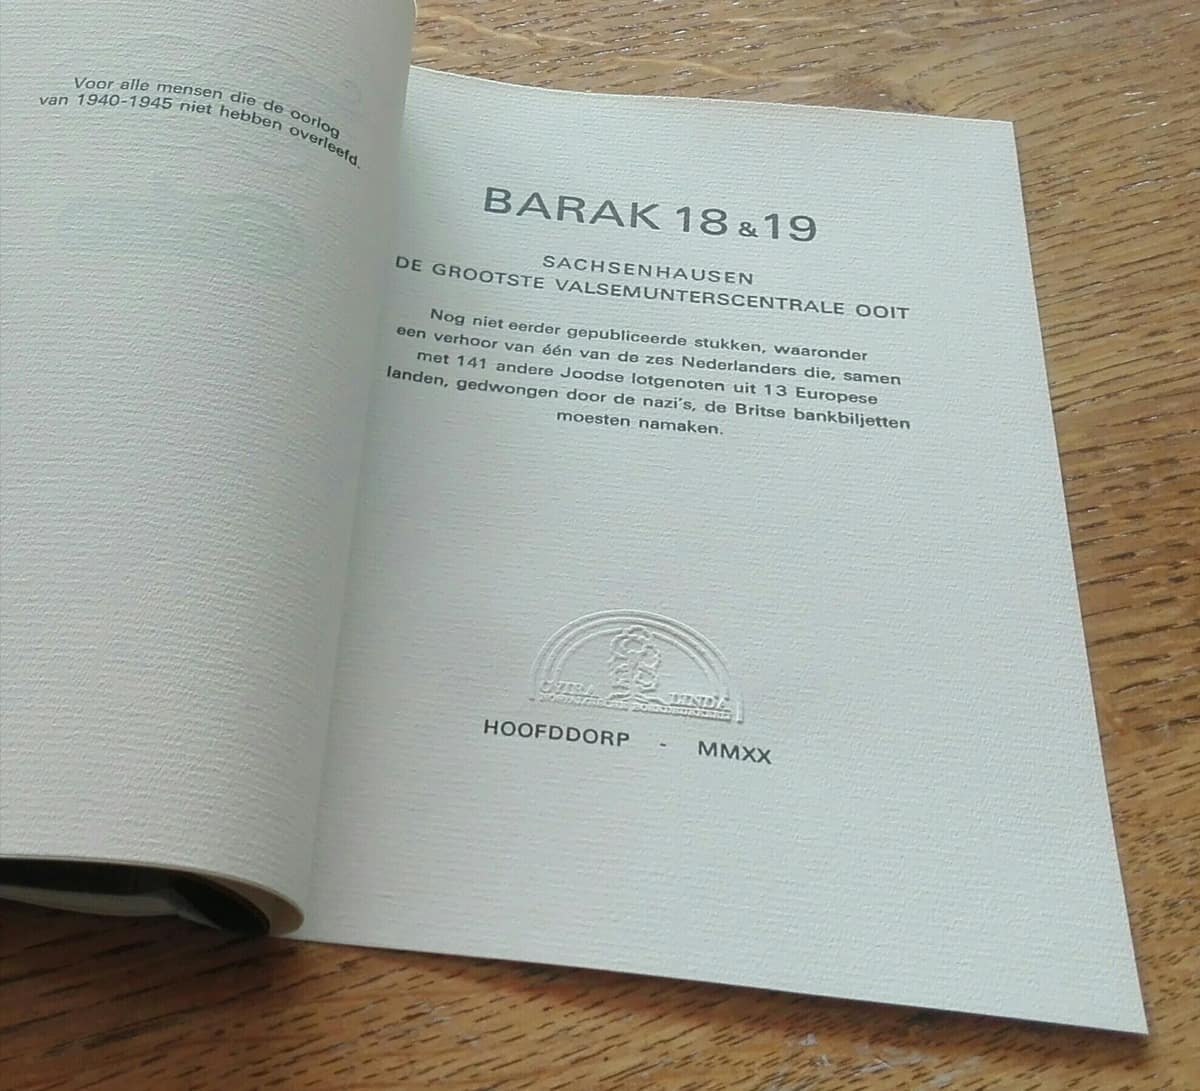 Voor alle mensen die de oorlog
van 1940-1945 niet hebben overleefd.
BARAK 18 & 19
SACHSENHAUSEN
DE GROOTSTE VALSEMUNTERSCENTRALE OOIT
Nog niet eerder gepubliceerde stukken, waaronder
een verhoor van één van de zes Nederlanders die, samen
met 141 andere Joodse lotgenoten uit 13 Europese
landen, gedwongen door de nazi's, de Britse bankbiljetten
moesten namaken.
LINDA
HOOFDDORP - MMXX